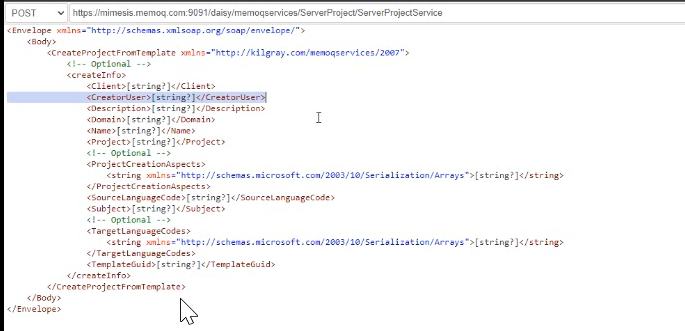 POST https://mimesis.memoq.com:9091/daisy/memoqservices/ServerProject/ServerProjectService
<Envelope xmlns="http://schemas.xmlsoap.org/soap/envelope/">
<Body>
<CreateProjectFromTemplate xmlns="http://kilgray.com/memoqservices/2007">
<!-- Optional -->
<createInfo>
<Client>[string?]</Client>
<CreatorUser>[string?]</CreatorUser>
<Description>[string?]</Description>
<Domain>[string?]</Domain>
<Name>[string?]</Name>
<Project>[string?]</Project>
<!-- Optional -->
<ProjectCreationAspects>
<string xmlns="http://schemas.microsoft.com/2003/10/Serialization/Arrays">[string?]</string>
</ProjectCreationAspects>
<SourceLanguageCode>[string?]</SourceLanguageCode>
<Subject>[string?]</Subject>
<!-- Optional -->
<TargetLanguageCodes>
<string xmlns="http://schemas.microsoft.com/2003/10/Serialization/Arrays">[string?]</string>
</TargetLanguageCodes>
<TemplateGuid>[string?]</TemplateGuid>
</createInfo>
</CreateProjectFromTemplate>
</Body>
</Envelope>